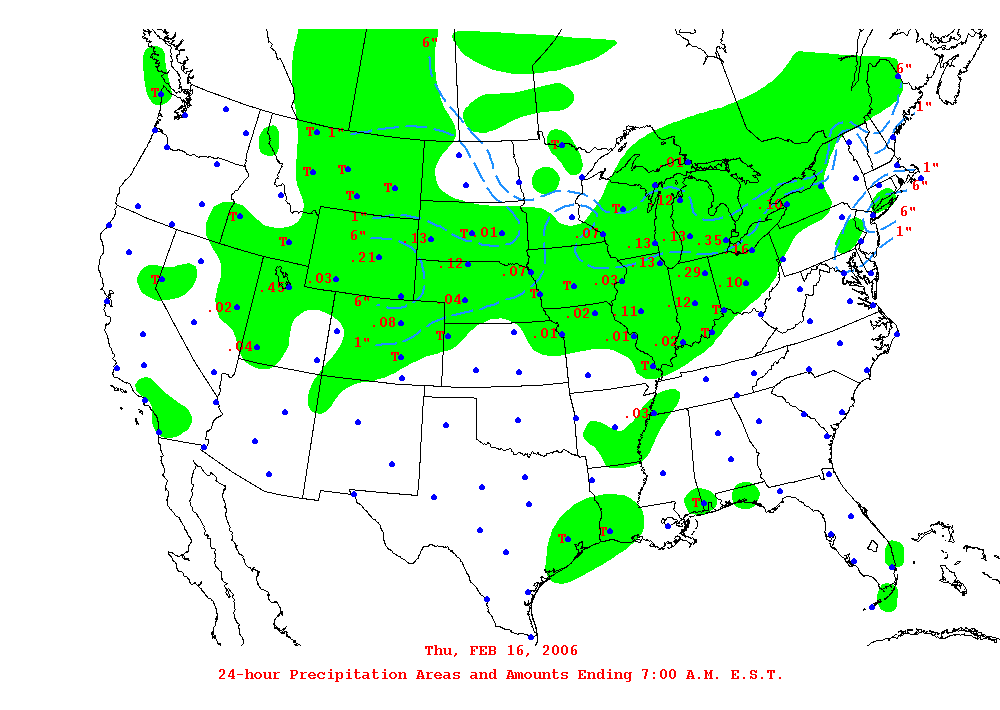 6"
6"
T
1"
T 1"
T
.01
T T
1"
T
6"
.12
T 1"
T
.10
6"
.13 T .01 .07
.13 .13 .35 .16
T 6"
1"
.21 .12 .13
.07 .29
T .03 .03 .10
.45 T T
6" .04
.02 .12
.08 .02 .11 T
T .01 .01 T
.04 1" .02
T T
.03
T
T T
Thu, FEB 16, 2006
24-hour Precipitation Areas and Amounts Ending 7:00 A.M. E.S.T.